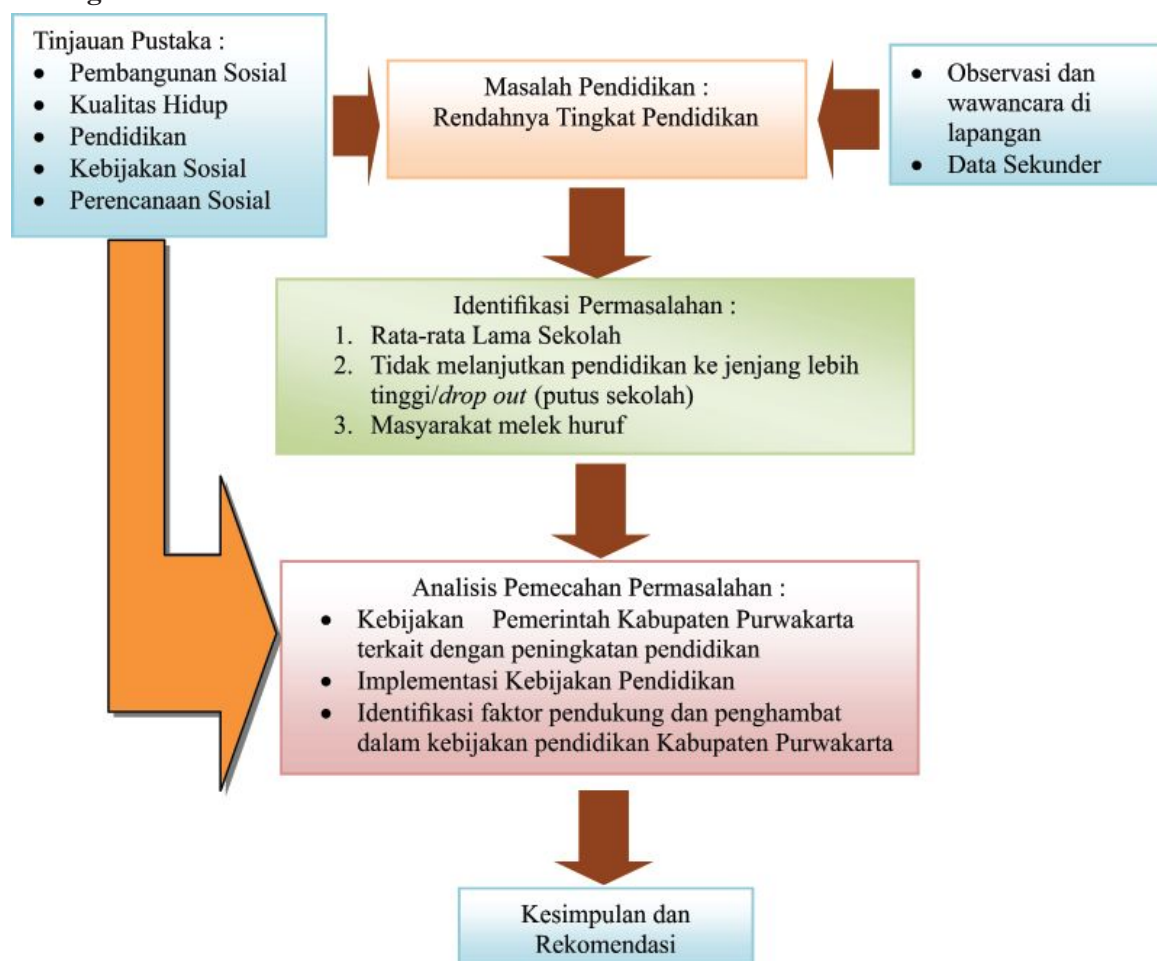 Tinjauan Pustaka :
• Pembangunan Sosial
• Kualitas Hidup
• Pendidikan
• Kebijakan Sosial
• Perencanaan Sosial
Masalah Pendidikan :
Rendahnya Tingkat Pendidikan
• Observasi dan
wawancara di
lapangan
• Data Sekunder
Identifikasi Permasalahan :
1. Rata-rata Lama Sekolah
2. Tidak melanjutkan pendidikan ke jenjang lebih
tinggi/drop out (putus sekolah)
3. Masyarakat melek huruf
Analisis Pemecahan Permasalahan :
• Kebijakan Pemerintah Kabupaten Purwakarta
terkait dengan peningkatan pendidikan
• Implementasi Kebijakan Pendidikan
• Identifikasi faktor pendukung dan penghambat
dalam kebijakan pendidikan Kabupaten Purwakarta
Kesimpulan dan
Rekomendasi